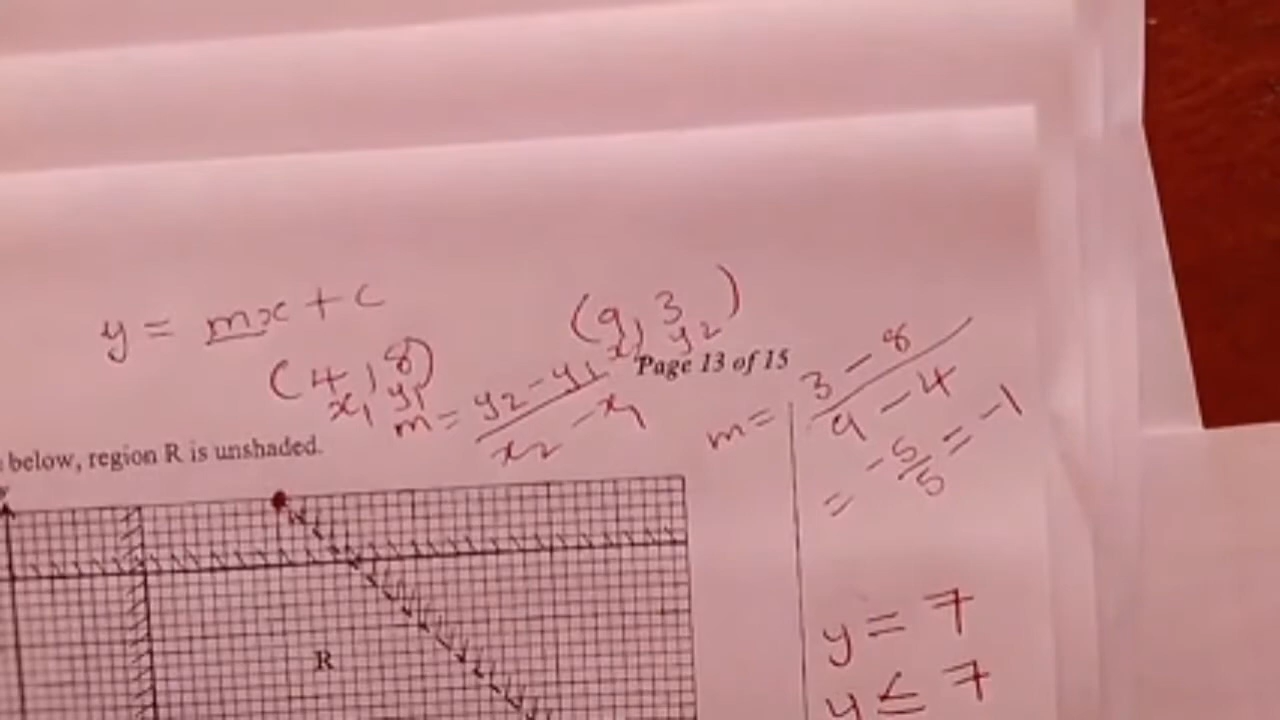 y = mx + c
(4, 8)
x₁ y₁
(9, 3)
x₁ y₂
m = y₂ - y₁ / x₂ - x₁
Page 13 of 15
m = 3 - 8 / 9 - 4
= -5/5 = -1
below, region R is unshaded.
R
y = 7
y ≤ 7